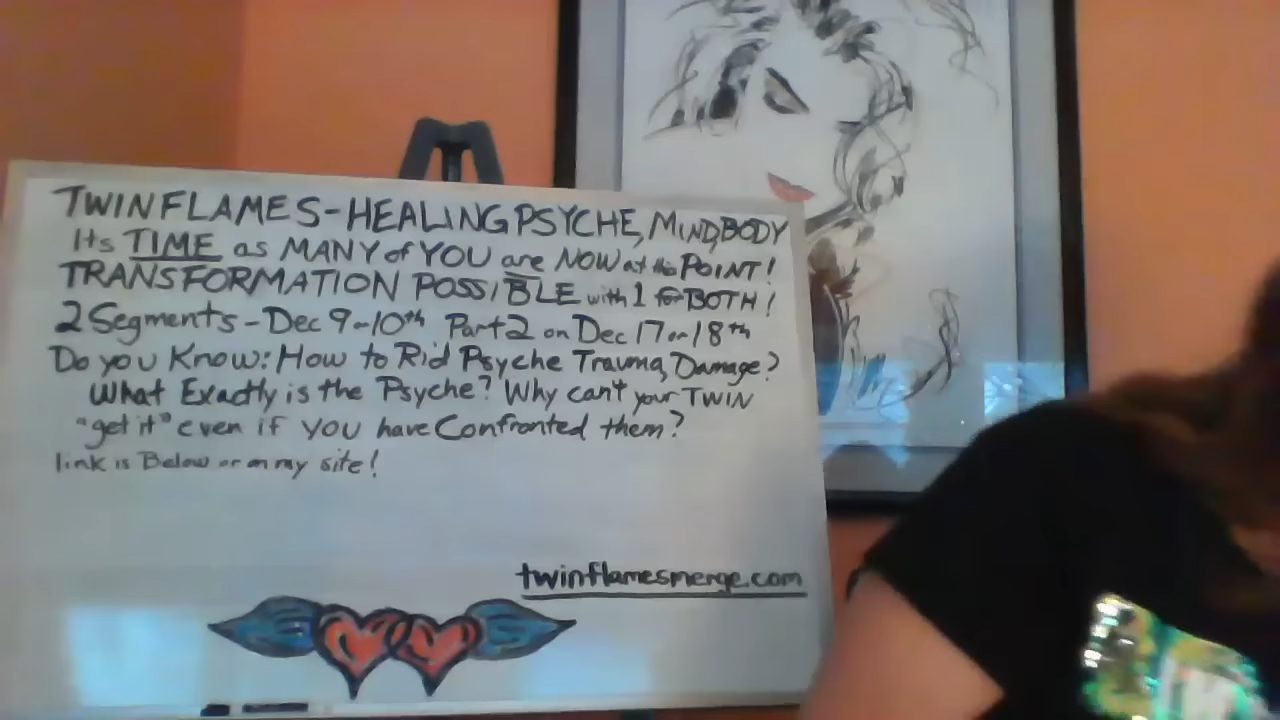 TWINFLAMES-HEALING PSYCHE, MIND, BODY
Its TIME as MANY of YOU are NOW at this POINT!
TRANSFORMATION POSSIBLE with 1 for BOTH!
2 Segments - Dec 9 or 10th Part 2 on Dec 17 or 18th
Do you Know: How to Rid Psyche Trauma, Damage?
What Exactly is the Psyche? Why can't your TWIN
"get it" even if YOU have Confronted them?
link is Below or on my site!
twinflamesmerge.com